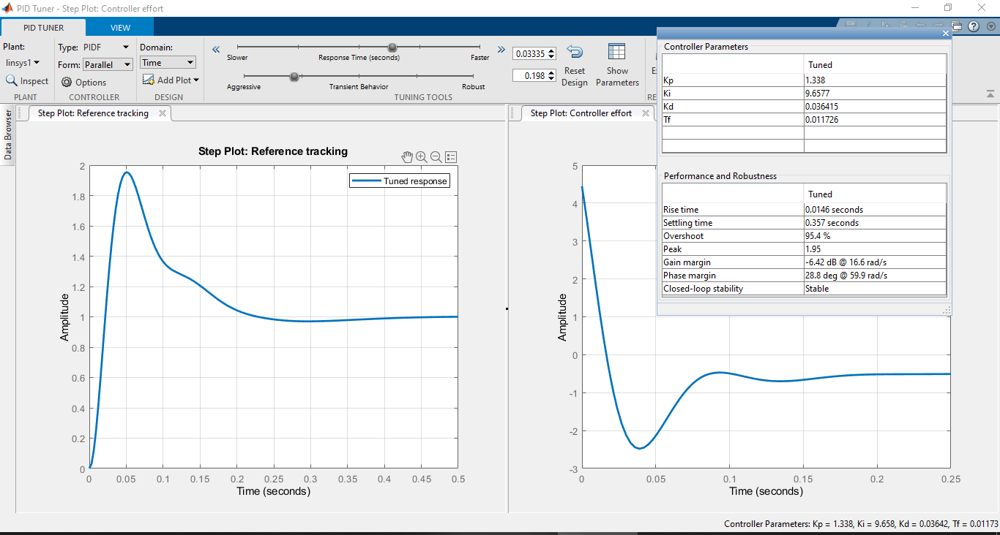 PID Tuner - Step Plot: Controller effort
PID TUNER
VIEW
Plant:
linsys1
Inspect
PLANT
Type: PIDF
Form: Parallel
Options
CONTROLLER
Domain:
Time
Add Plot
DESIGN
Slower Response Time (seconds) Faster
Aggressive Transient Behavior Robust
0.03335
0.198
TUNING TOOLS
Reset
Design
Show
Parameters
RE
Data Browser
Step Plot: Reference tracking
Step Plot: Reference tracking
Tuned response
2
1.8
1.6
1.4
1.2
1
0.8
0.6
0.4
0.2
0
Amplitude
0 0.05 0.1 0.15 0.2 0.25 0.3 0.35 0.4 0.45 0.5
Time (seconds)
Step Plot: Controller effort
5
4
3
2
1
0
-1
-2
-3
Amplitude
0 0.05 0.1 0.15 0.2 0.25
Time (seconds)
Controller Parameters
Tuned
Kp 1.338
Ki 9.6577
Kd 0.036415
Tf 0.011726
Performance and Robustness
Tuned
Rise time 0.0146 seconds
Settling time 0.357 seconds
Overshoot 95.4 %
Peak 1.95
Gain margin -6.42 dB @ 16.6 rad/s
Phase margin 28.8 deg @ 59.9 rad/s
Closed-loop stability Stable
Controller Parameters: Kp = 1.338, Ki = 9.658, Kd = 0.03642, Tf = 0.01173